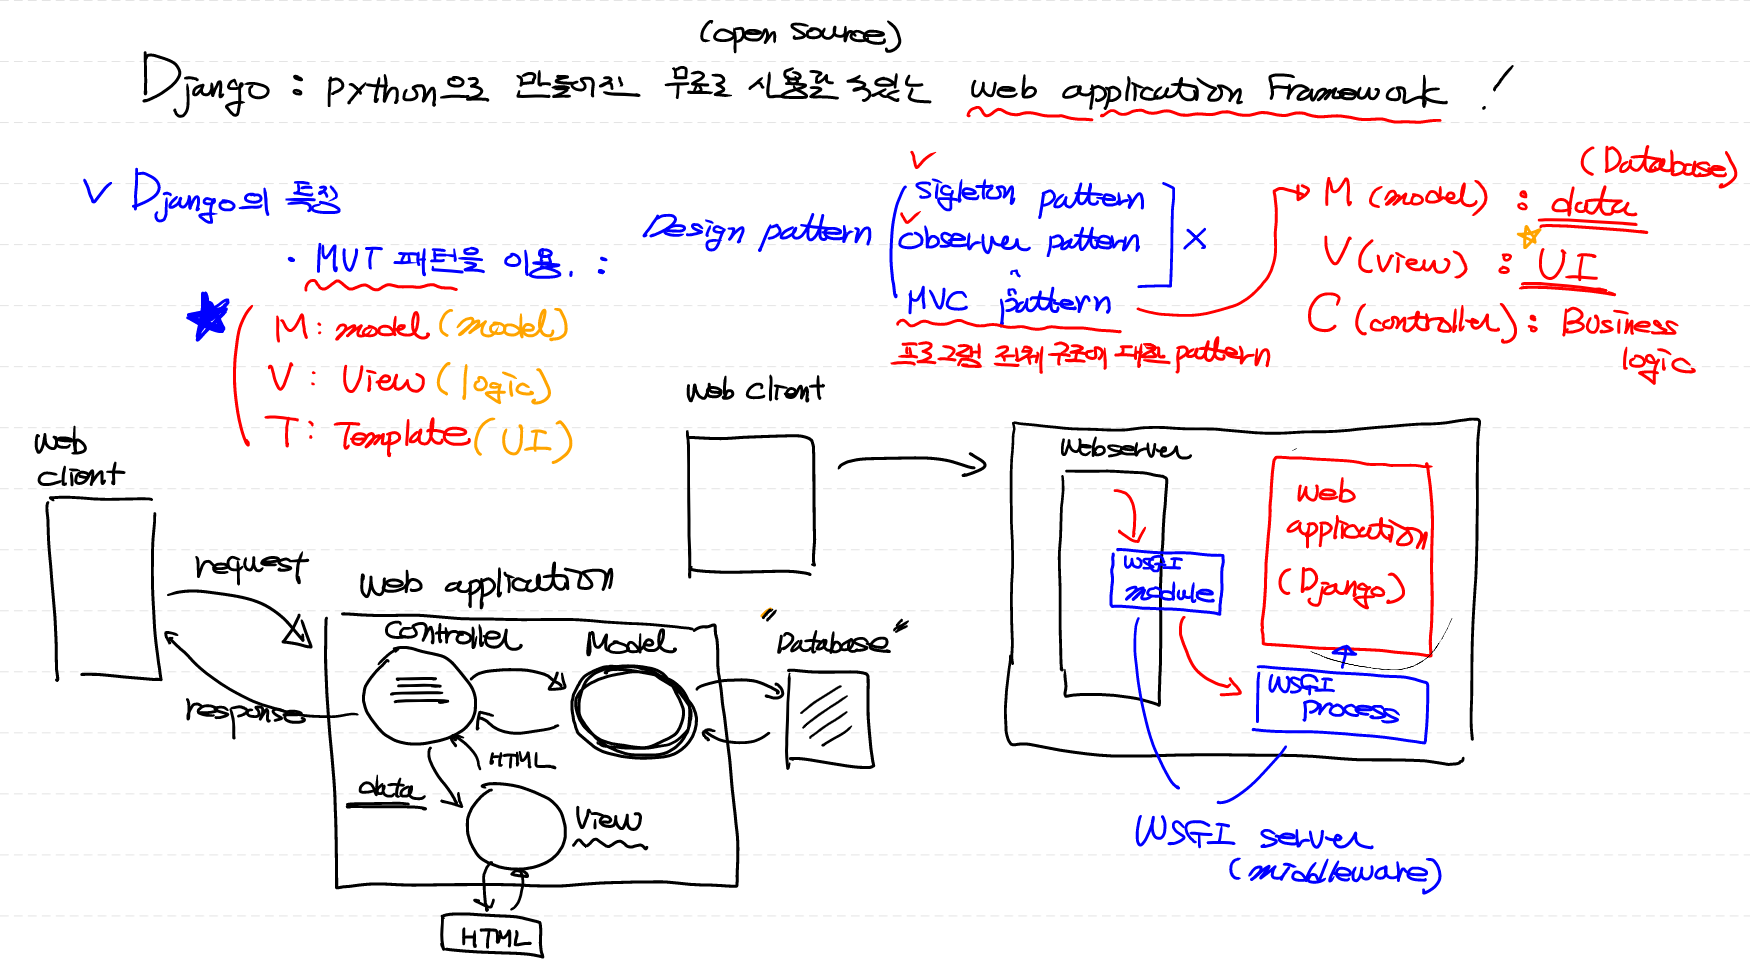 (open source)
Django : python으로 만들어진 무료로 사용할 수 있는 web application Framework !
V Django의 특징
· MVT 패턴을 이용. :
M : model (model)
V : View (logic)
T : Template (UI)
Design pattern
sigleton pattern
observer pattern
MVC pattern
X
프로그램 전체 구조에 대한 pattern
(Database)
M (model) : data
V (view) : UI
C (controller) : Business
logic
web
client
request
response
web application
controller
Model
"Database"
HTML
data
view
HTML
web client
webserver
WSGI
module
web
application
(Django)
WSGI
process
WSGI server
(middleware)